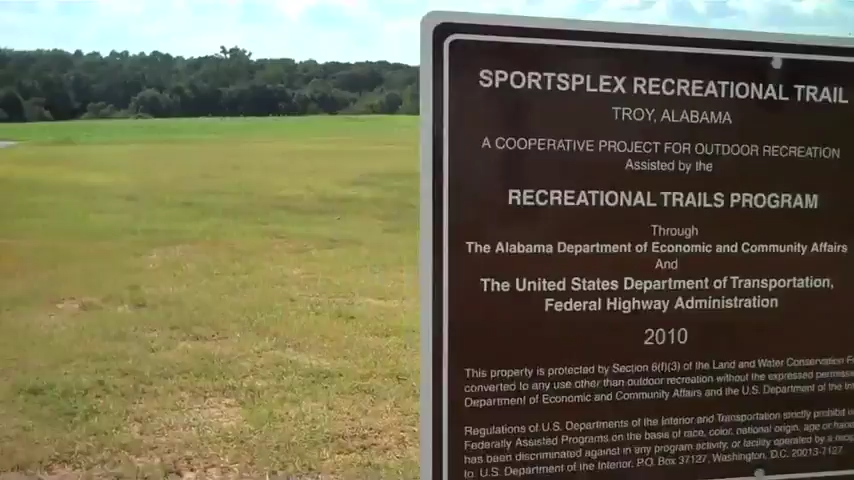 SPORTSPLEX RECREATIONAL TRAIL
TROY, ALABAMA
A COOPERATIVE PROJECT FOR OUTDOOR RECREATION
Assisted by the
RECREATIONAL TRAILS PROGRAM
Through
The Alabama Department of Economic and Community Affairs
And
The United States Department of Transportation,
Federal Highway Administration
2010
This property is protected by Section 6(f)(3) of the Land and Water Conservation
converted to any use other than outdoor recreation without the expressed
Department of Economic and Community Affairs and the U.S. Department of the
Regulations of U.S. Departments of the Interior and Transportation strictly prohibit
Federally Assisted Programs on the basis of race, color, national origin, age or
has been discriminated against in any program activity, or facility operated by a
to: U.S. Department of the Interior, P.O. Box 37127, Washington, D.C. 20013-7127.